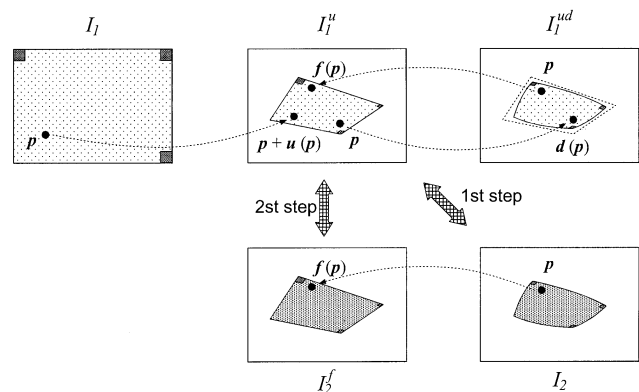 I₁ I₁ᵘ I₁ᵘᵈ
f(p) p
p p + u(p) p d(p)
2st step 1st step
f(p) p
I₂ᶠ I₂